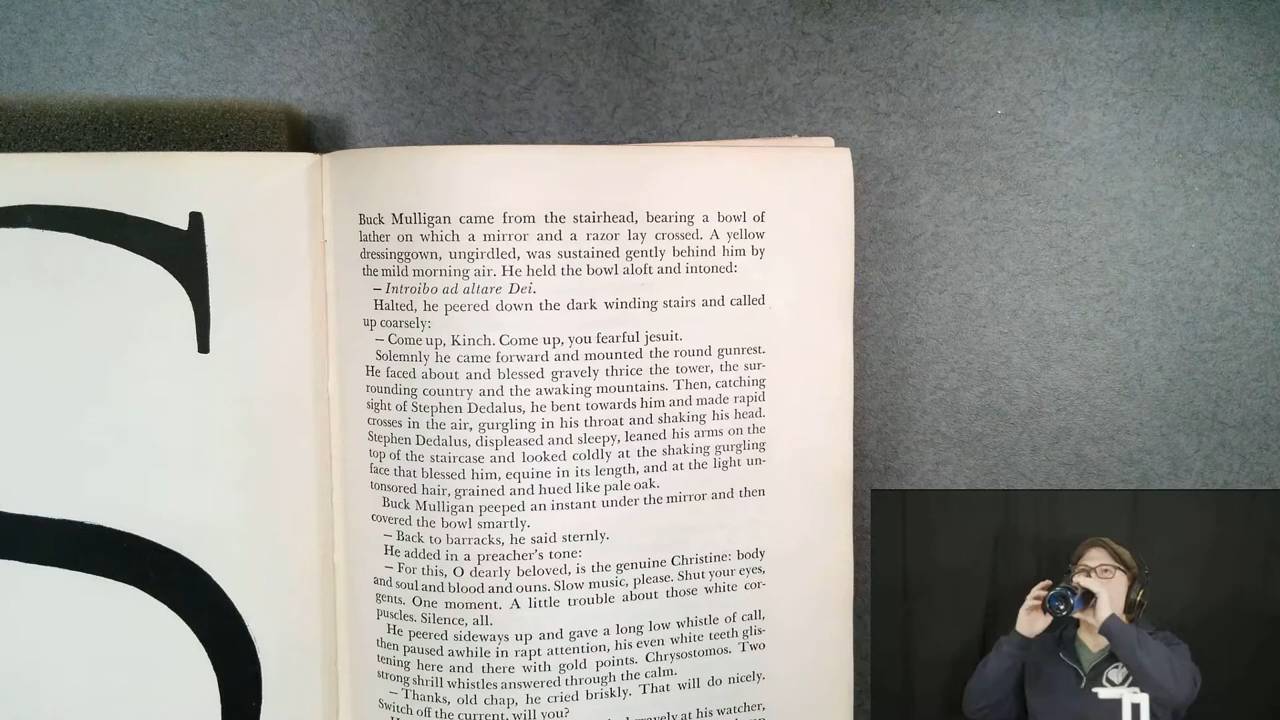 Buck Mulligan came from the stairhead, bearing a bowl of
lather on which a mirror and a razor lay crossed. A yellow
dressinggown, ungirdled, was sustained gently behind him by
the mild morning air. He held the bowl aloft and intoned:
— Introibo ad altare Dei.
Halted, he peered down the dark winding stairs and called
up coarsely:
— Come up, Kinch. Come up, you fearful jesuit.
Solemnly he came forward and mounted the round gunrest.
He faced about and blessed gravely thrice the tower, the sur-
rounding country and the awaking mountains. Then, catching
sight of Stephen Dedalus, he bent towards him and made rapid
crosses in the air, gurgling in his throat and shaking his head.
Stephen Dedalus, displeased and sleepy, leaned his arms on the
top of the staircase and looked coldly at the shaking gurgling
face that blessed him, equine in its length, and at the light un-
tonsored hair, grained and hued like pale oak.
Buck Mulligan peeped an instant under the mirror and then
covered the bowl smartly.
— Back to barracks, he said sternly.
He added in a preacher's tone:
— For this, O dearly beloved, is the genuine Christine: body
and soul and blood and ouns. Slow music, please. Shut your eyes,
gents. One moment. A little trouble about those white cor-
puscles. Silence, all.
He peered sideways up and gave a long low whistle of call,
then paused awhile in rapt attention, his even white teeth glis-
tening here and there with gold points. Chrysostomos. Two
strong shrill whistles answered through the calm.
— Thanks, old chap, he cried briskly. That will do nicely.
Switch off the current, will you?
gravely at his watcher,